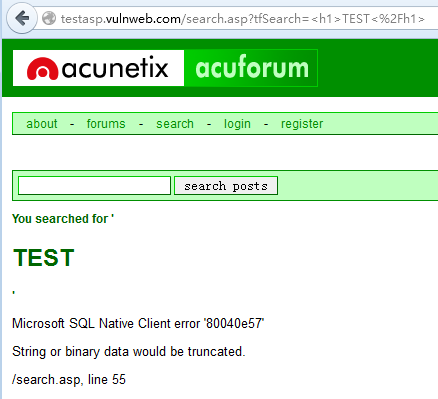 testasp.vulnweb.com/search.asp?tfSearch=<h1>TEST<%2Fh1>
acunetix acuforum
about - forums - search - login - register
search posts
You searched for '
TEST
'
Microsoft SQL Native Client error '80040e57'
String or binary data would be truncated.
/search.asp, line 55